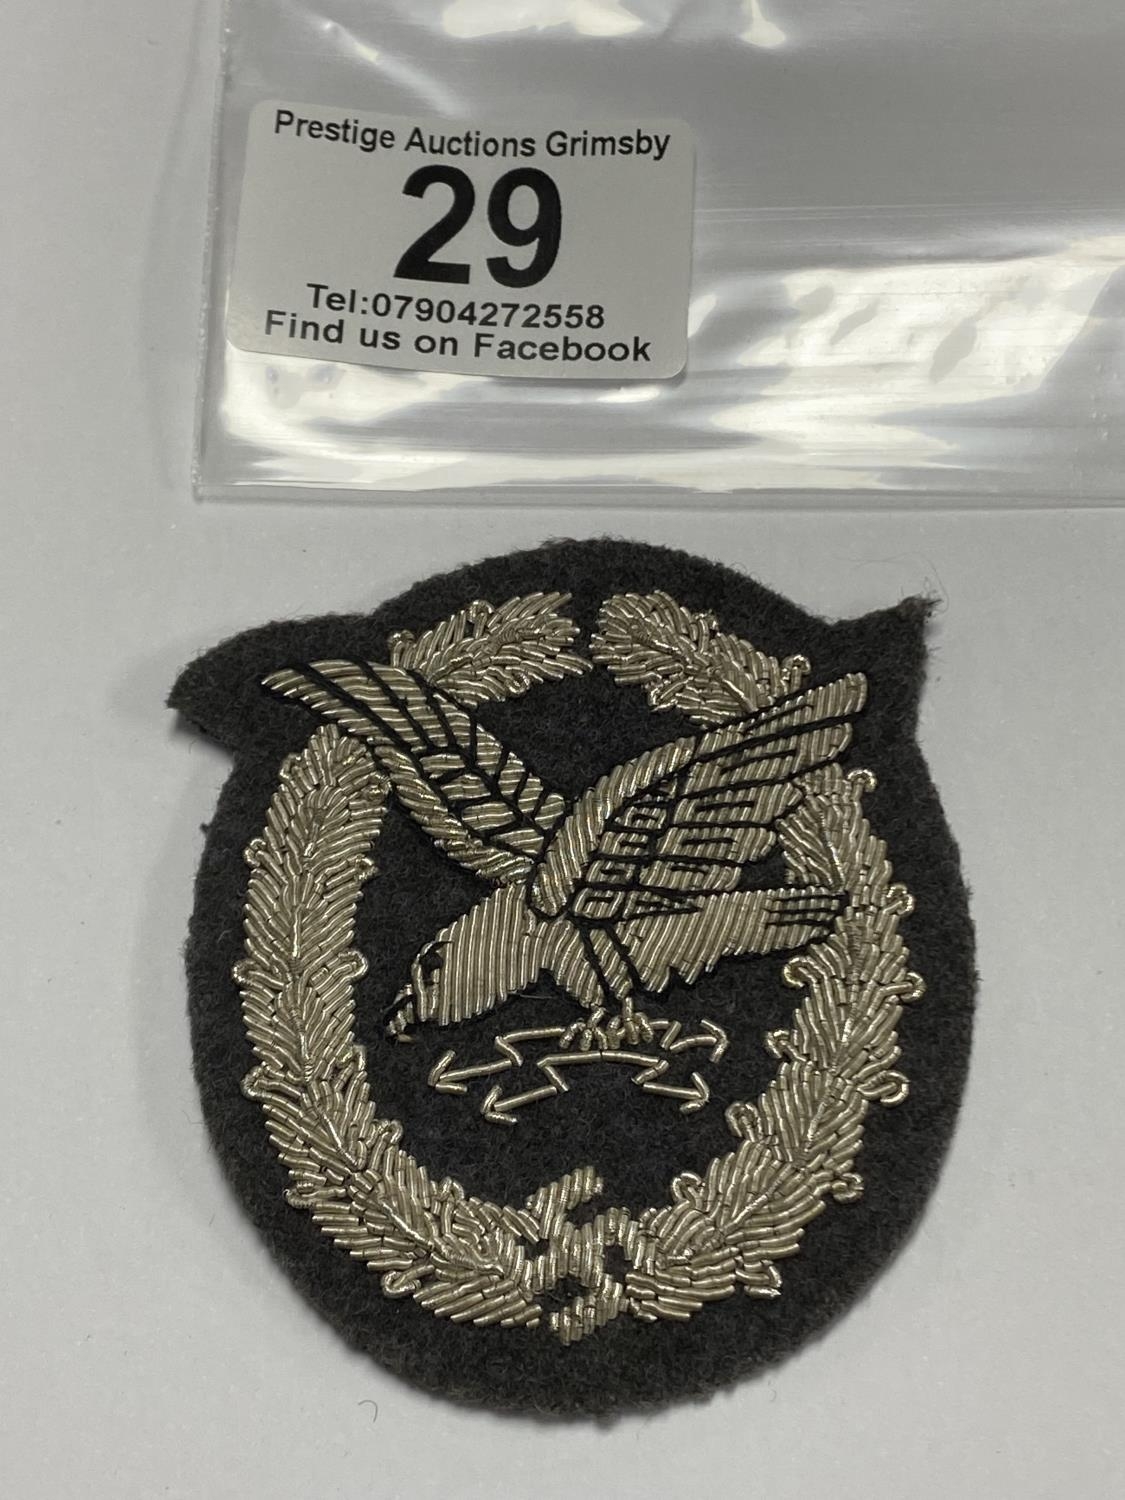 Prestige Auctions Grimsby
29
Tel:07904272558
Find us on Facebook